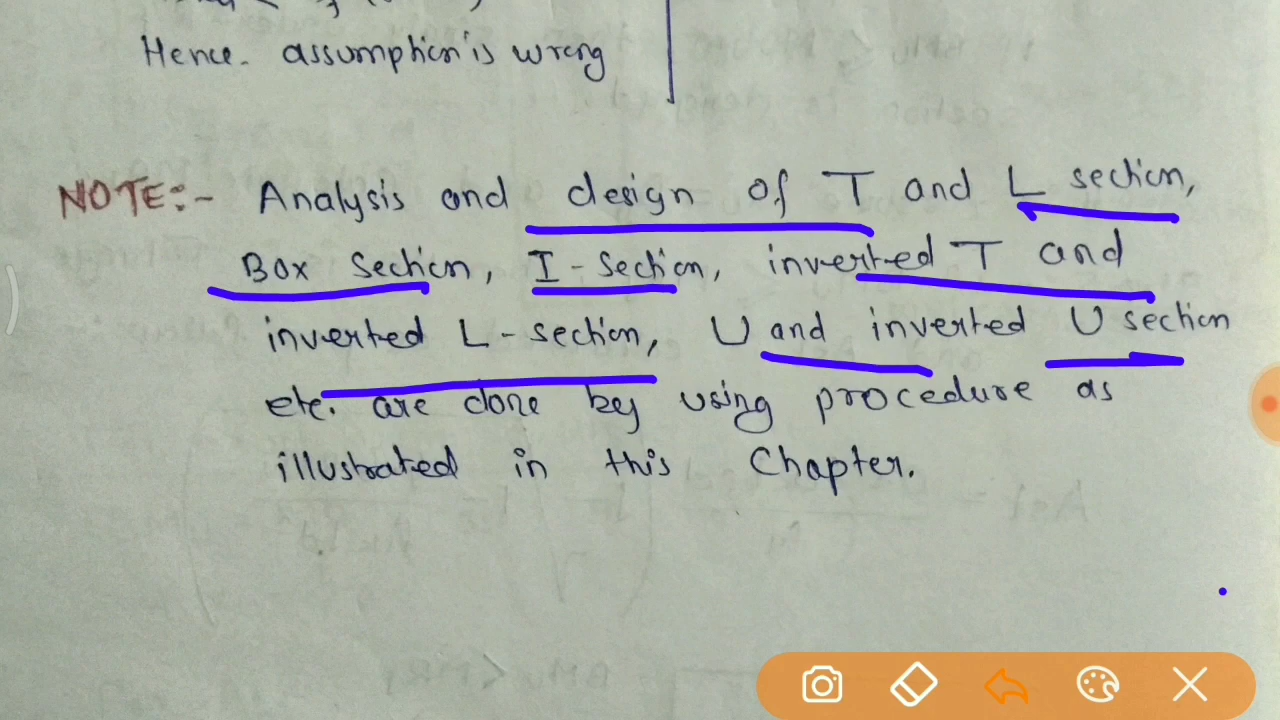 Hence. assumption is wrong
NOTE:- Analysis and design of T and L section,
Box section, I-section, inverted T and
inverted L-section, U and inverted U section
etc. are done by using procedure as
illustrated in this Chapter.